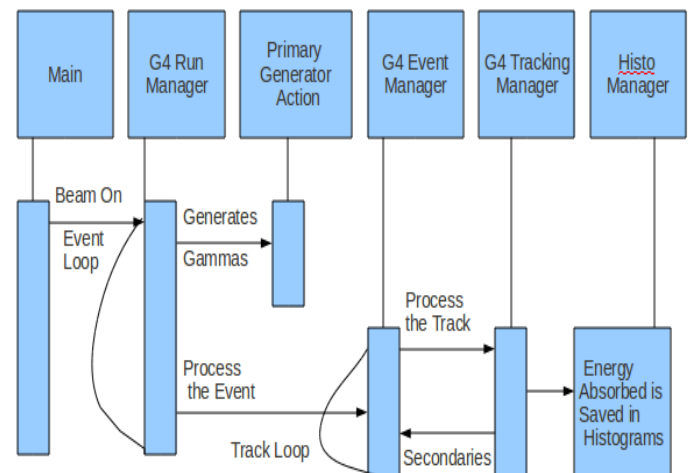 Main
G4 Run
Manager
Primary
Generator
Action
G4 Event
Manager
G4 Tracking
Manager
Histo
Manager
Beam On
Event
Loop
Generates
Gammas
Process
the Track
Process
the Event
Energy
Absorbed is
Saved in
Histograms
Track Loop
Secondaries